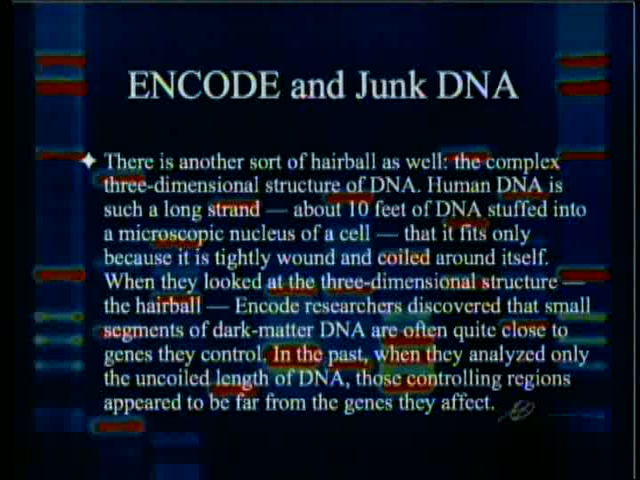 ENCODE and Junk DNA
✦ There is another sort of hairball as well: the complex
three-dimensional structure of DNA. Human DNA is
such a long strand — about 10 feet of DNA stuffed into
a microscopic nucleus of a cell — that it fits only
because it is tightly wound and coiled around itself.
When they looked at the three-dimensional structure —
the hairball — Encode researchers discovered that small
segments of dark-matter DNA are often quite close to
genes they control. In the past, when they analyzed only
the uncoiled length of DNA, those controlling regions
appeared to be far from the genes they affect.